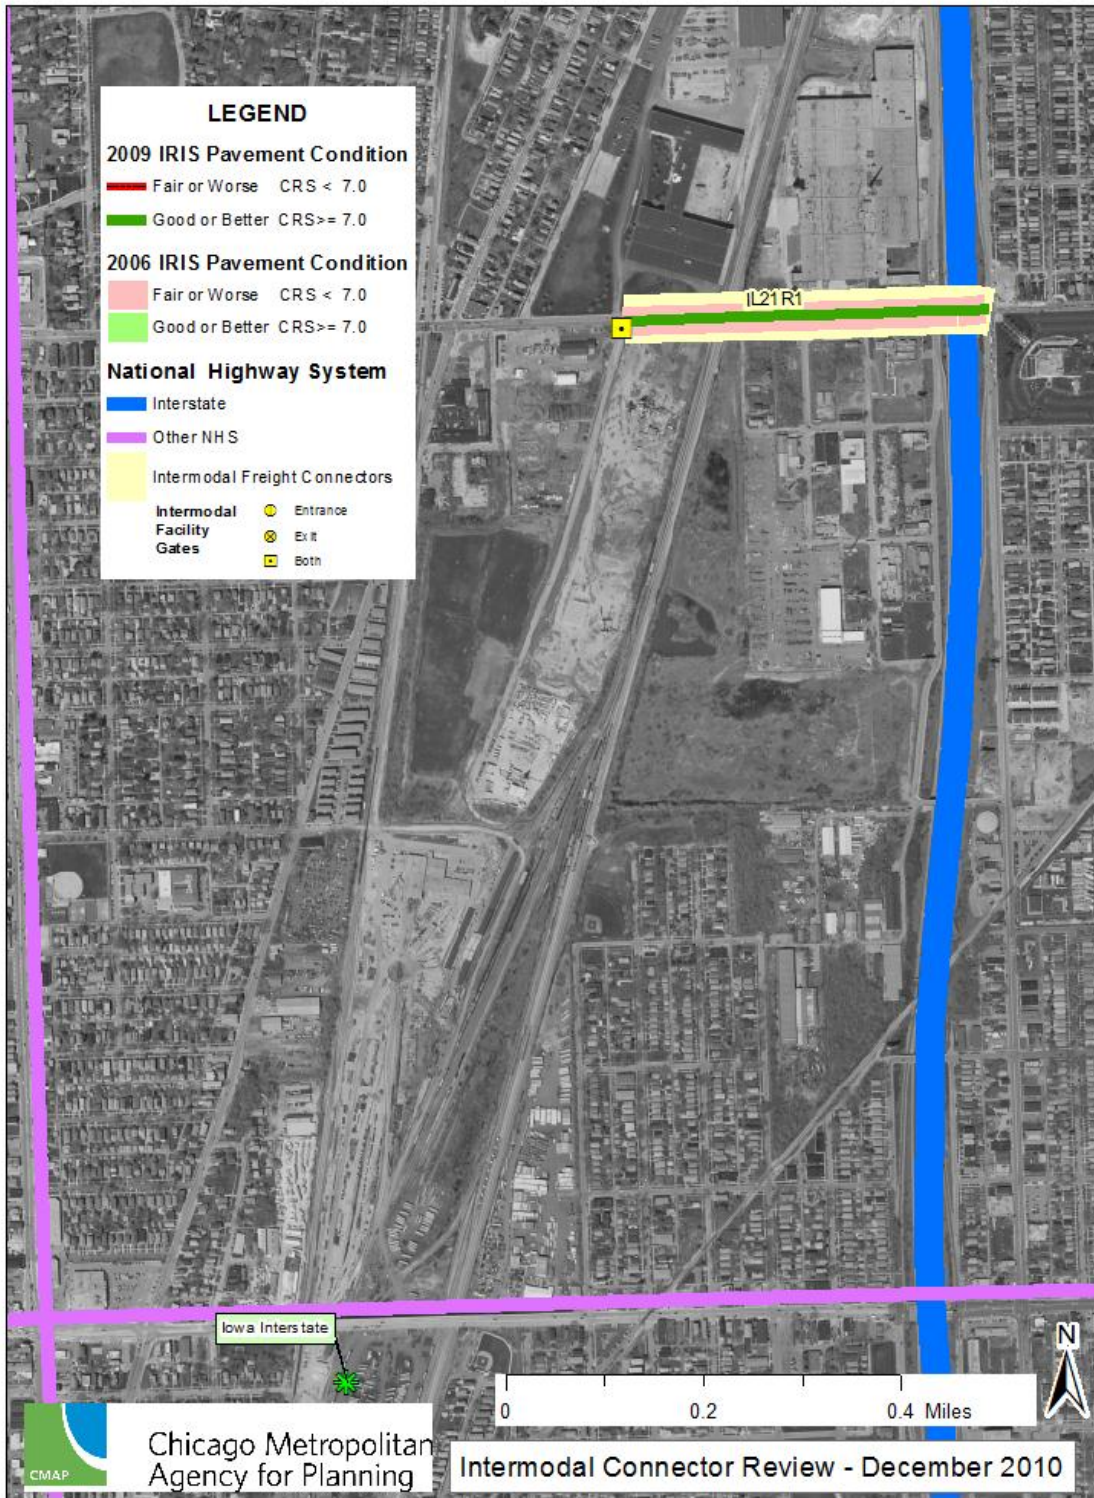 LEGEND
2009 IRIS Pavement Condition
Fair or Worse CRS < 7.0
Good or Better CRS>= 7.0
2006 IRIS Pavement Condition
Fair or Worse CRS < 7.0
Good or Better CRS>= 7.0
National Highway System
Interstate
Other NHS
Intermodal Freight Connectors
Intermodal
Facility
Gates
Entrance
Exit
Both
IL21R1
Iowa Interstate
N
0 0.2 0.4 Miles
CMAP
Chicago Metropolitan
Agency for Planning
Intermodal Connector Review - December 2010